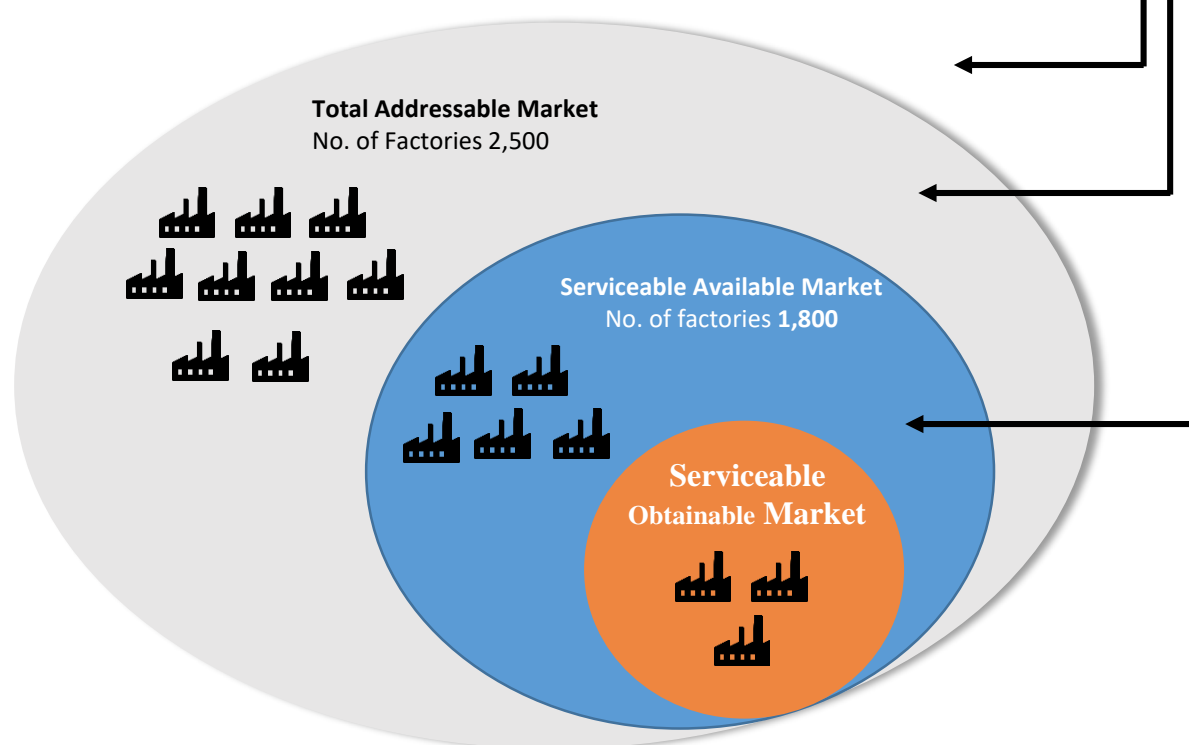 Total Addressable Market
No. of Factories 2,500
Serviceable Available Market
No. of factories 1,800
Serviceable
Obtainable Market